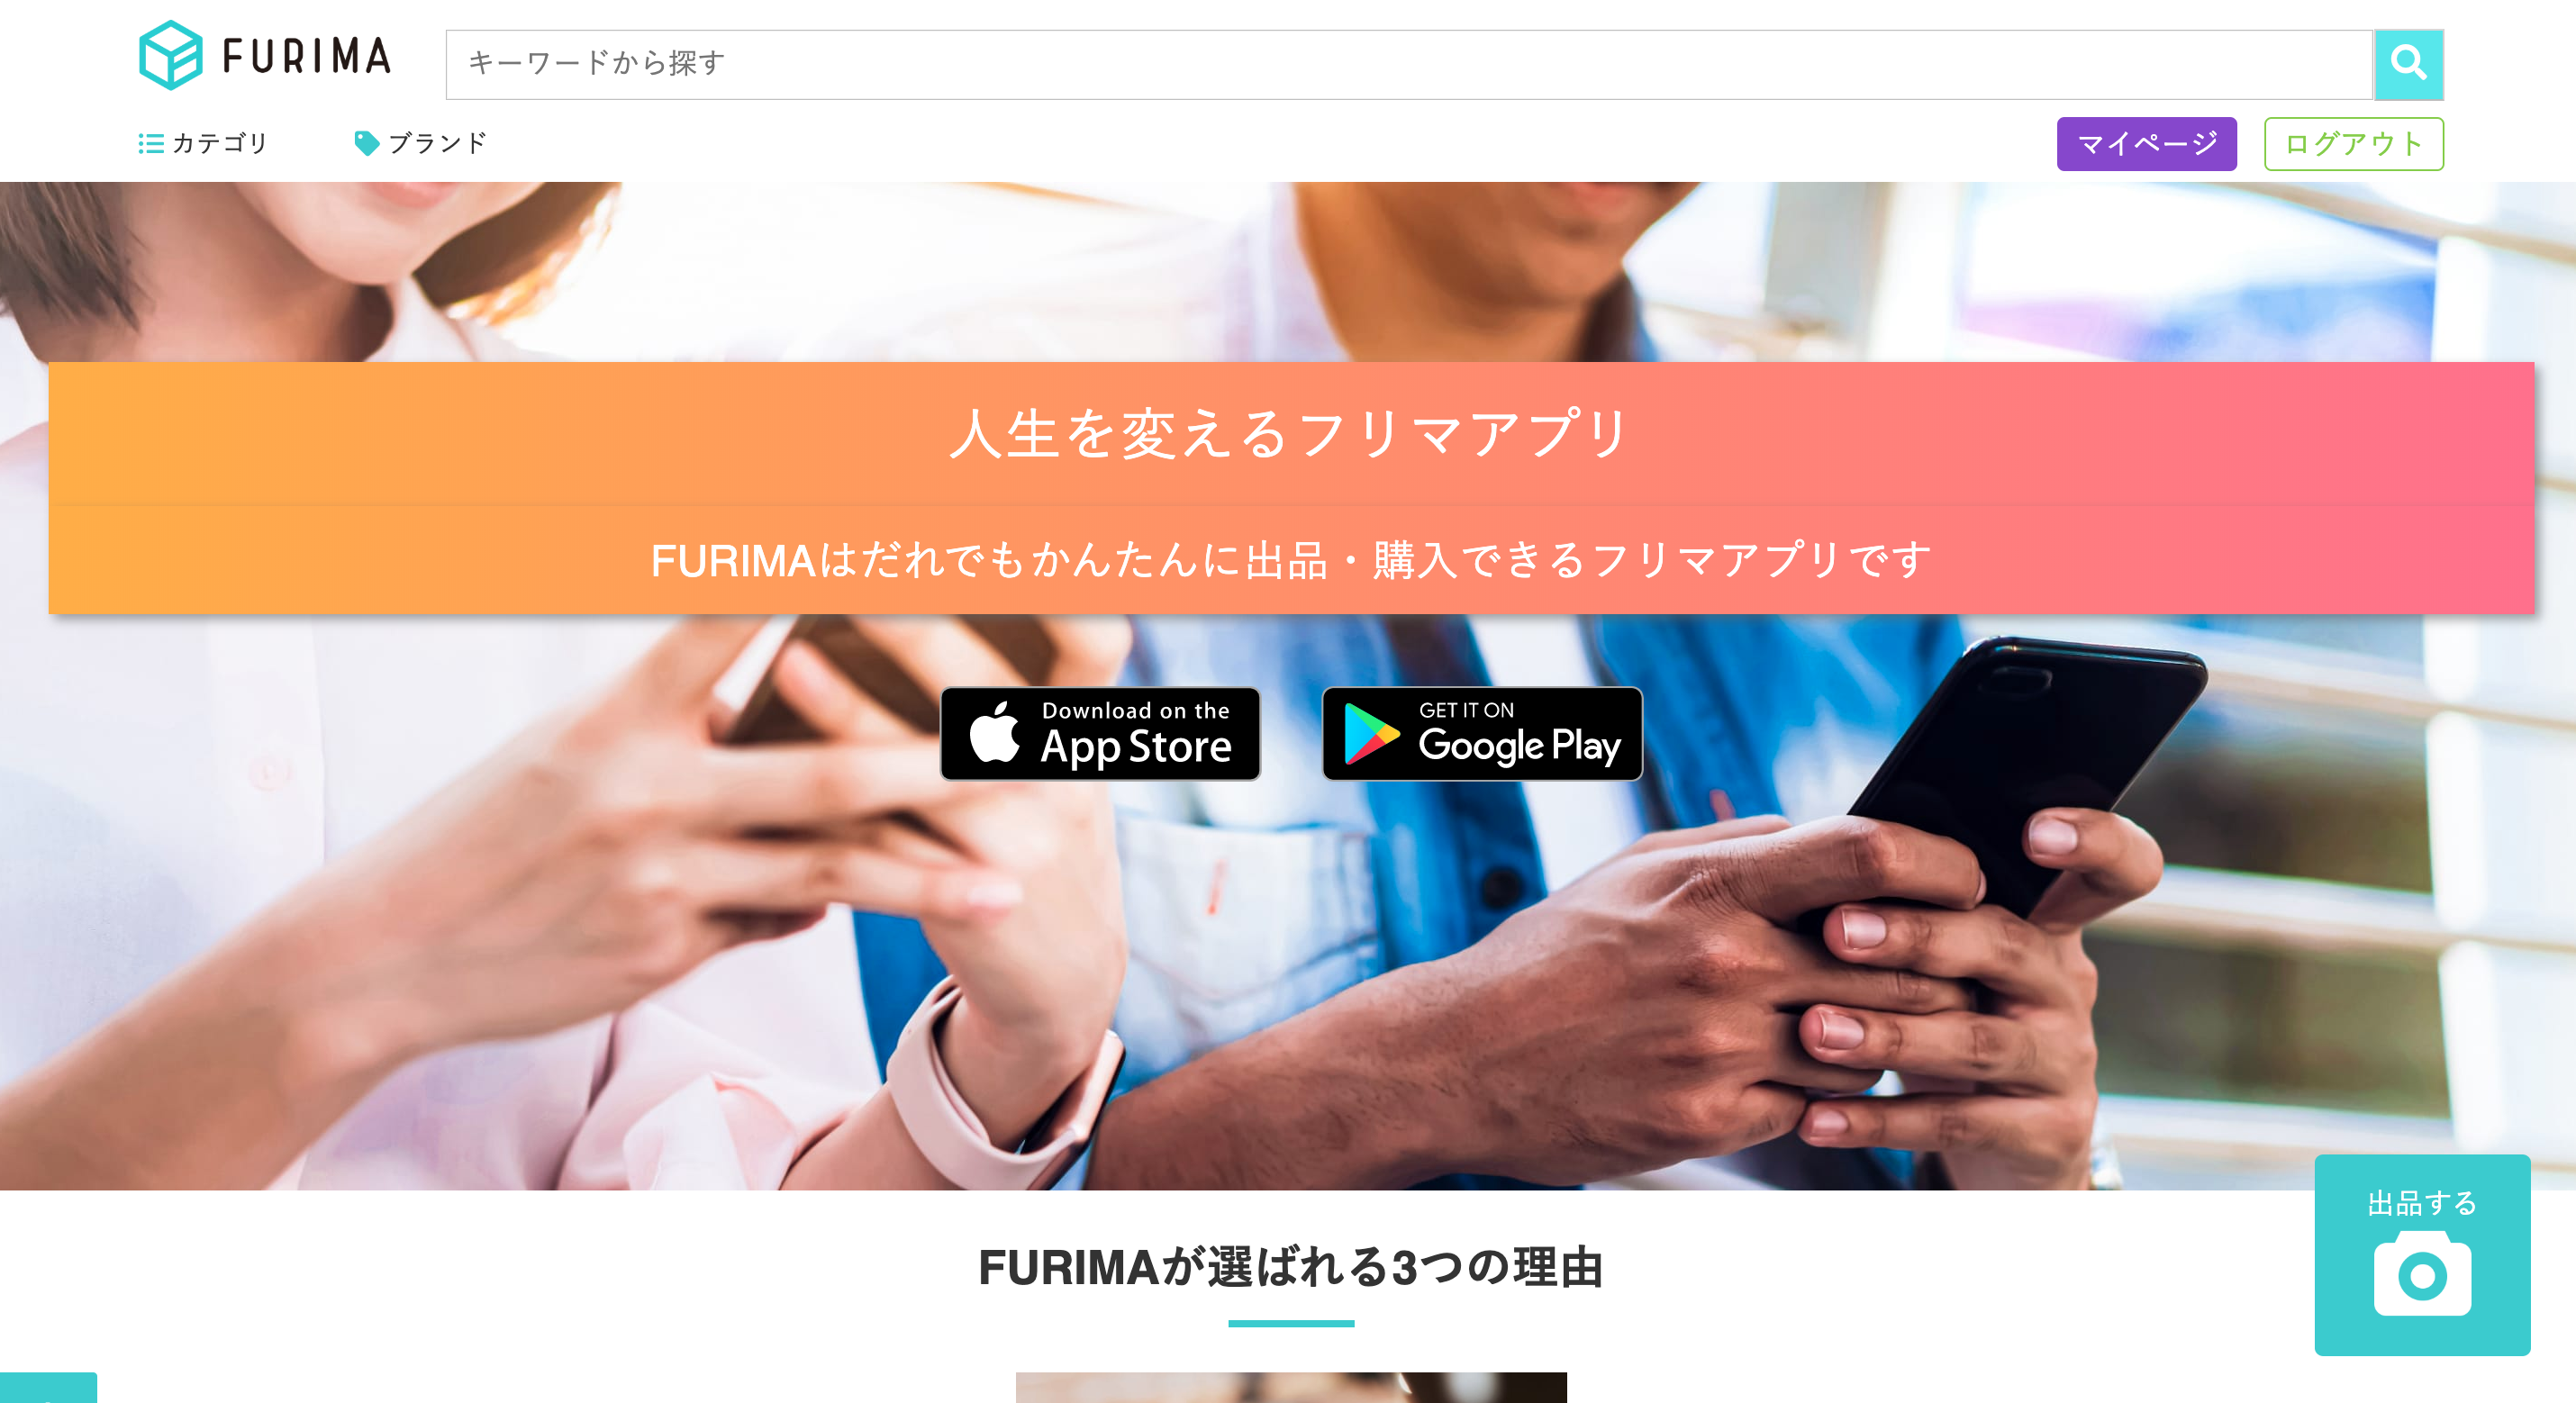 FURIMA
キーワードから探す
カテゴリ
ブランド
マイページ
ログアウト
人生を変えるフリマアプリ
FURIMAはだれでもかんたんに出品・購入できるフリマアプリです
Download on the
App Store
GET IT ON
Google Play
出品する
FURIMAが選ばれる3つの理由